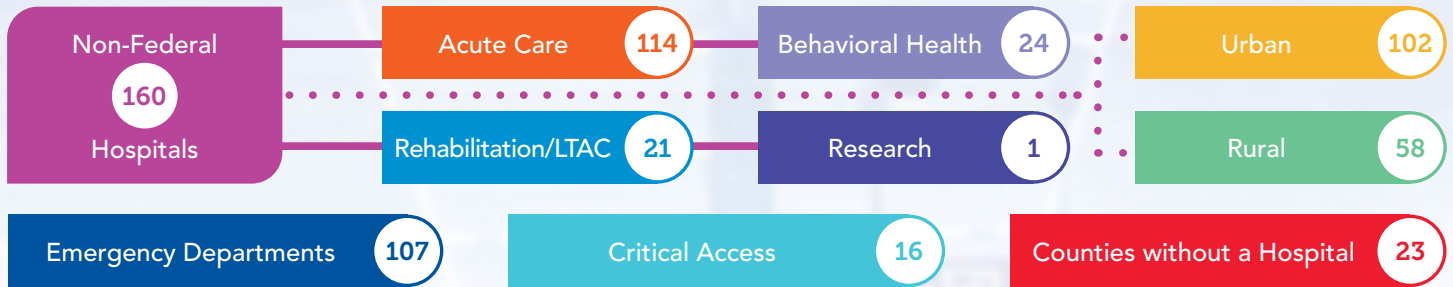 Non-Federal
160
Hospitals
Acute Care 114
Behavioral Health 24
Urban 102
Rehabilitation/LTAC 21
Research 1
Rural 58
Emergency Departments 107
Critical Access 16
Counties without a Hospital 23